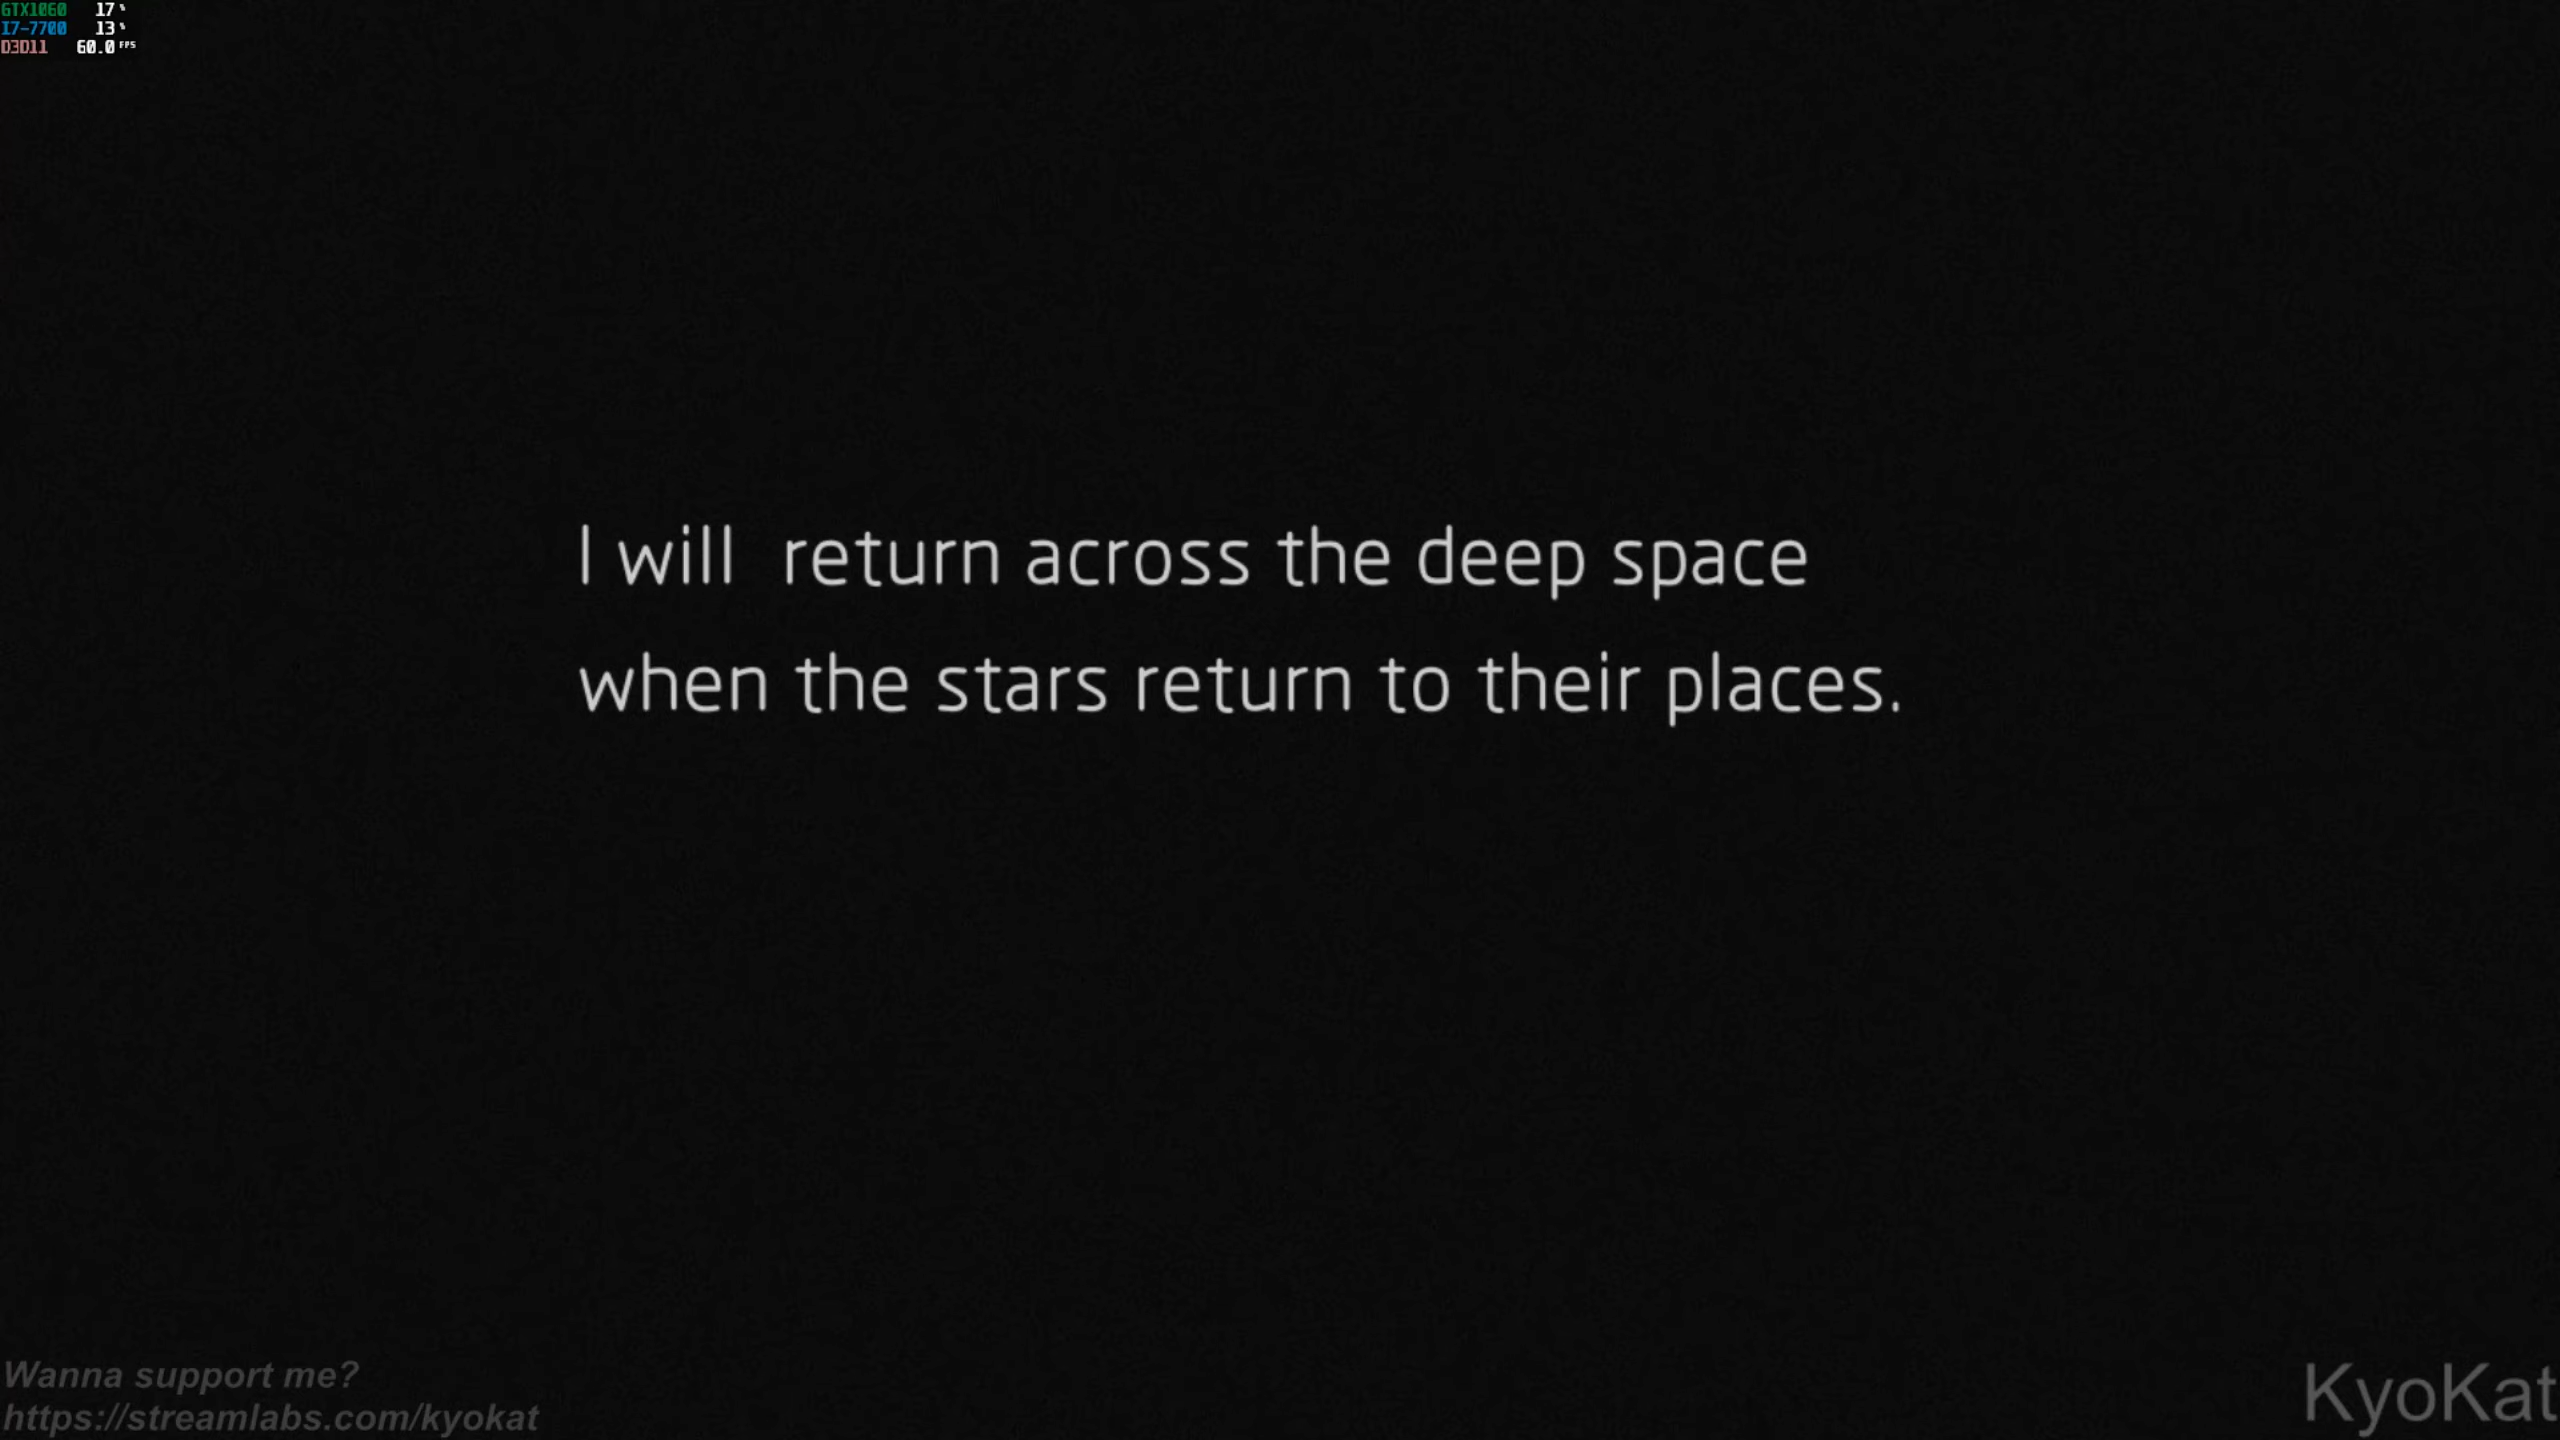 GTX1060 17 %
I7-7700 13 %
D3D11 60.0 FPS
I will  return across the deep space
when the stars return to their places.
Wanna support me?
https://streamlabs.com/kyokat
KyoKat